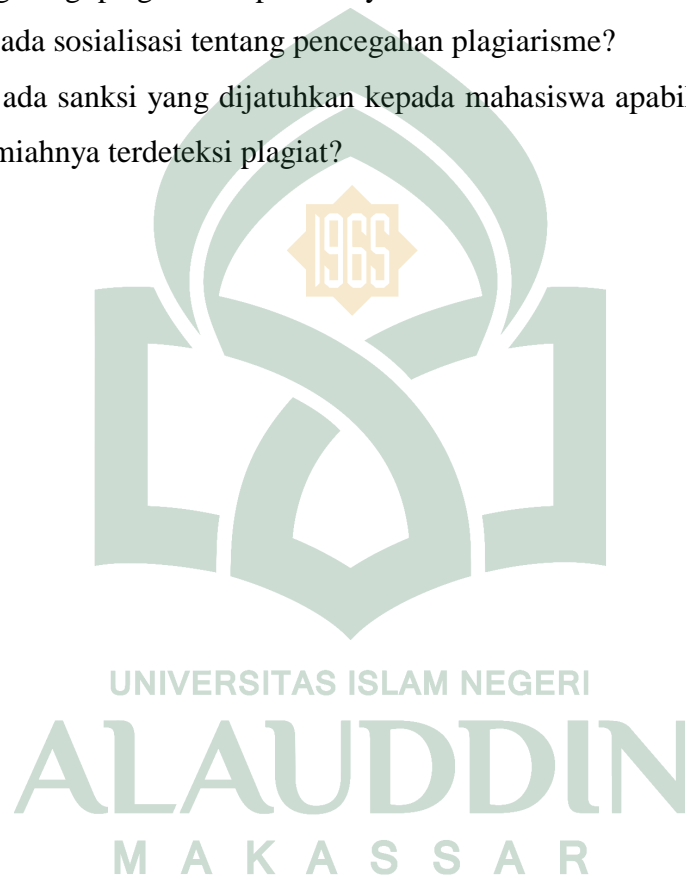 ada sosialisasi tentang pencegahan plagiarisme?
ada sanksi yang dijatuhkan kepada mahasiswa
miahnya terdeteksi plagiat?
1965
UNIVERSITAS ISLAM NEGERI
ALAUDDIN
MAKASSAR